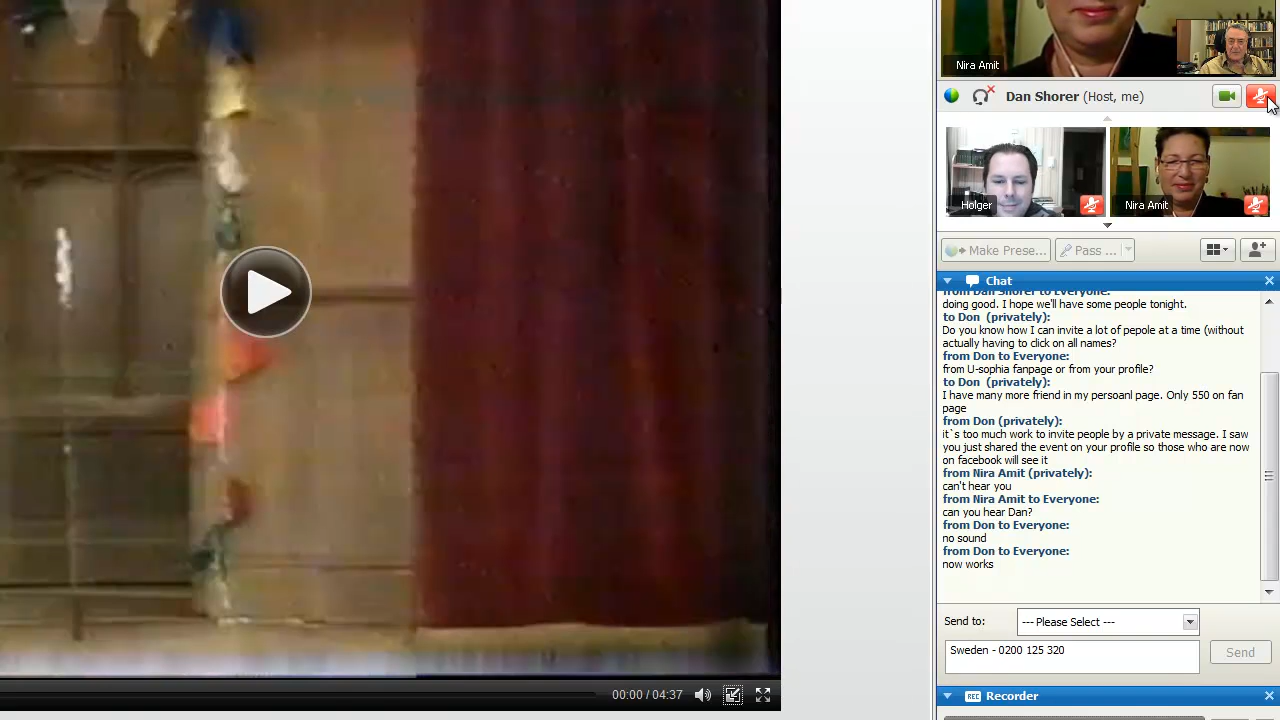 Nira Amit
Dan Shorer (Host, me)
Holger
Nira Amit
Make Prese...
Pass ...
Chat
from Dan Shorer to Everyone:
doing good. I hope we'll have some people tonight.
to Don (privately):
Do you know how I can invite a lot of pepole at a time (without
actually having to click on all names?
from Don to Everyone:
from U-sophia fanpage or from your profile?
to Don (privately):
I have many more friend in my persoanl page. Only 550 on fan
page
from Don (privately):
it`s too much work to invite people by a private message. I saw
you just shared the event on your profile so those who are now
on facebook will see it
from Nira Amit (privately):
can't hear you
from Nira Amit to Everyone:
can you hear Dan?
from Don to Everyone:
no sound
from Don to Everyone:
now works
Send to:
--- Please Select ---
Sweden - 0200 125 320
Send
00:00 / 04:37
REC
Recorder